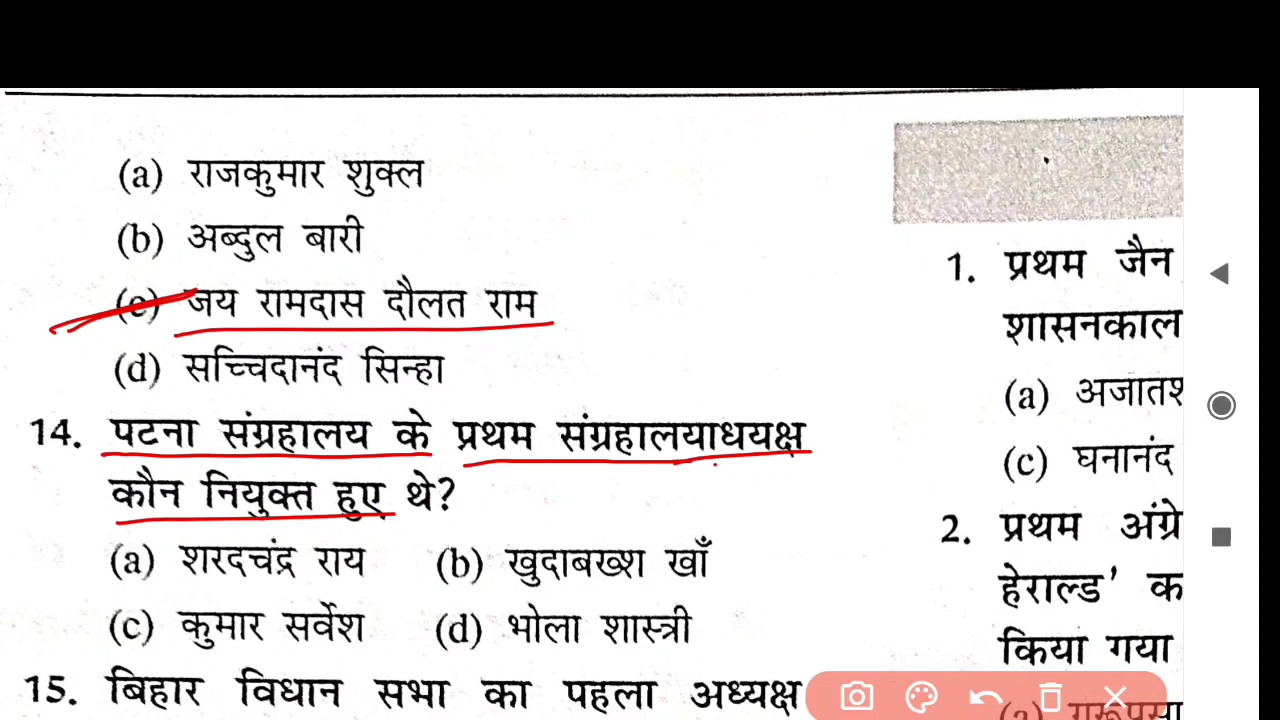 (a) राजकुमार शुक्ल
(b) अब्दुल बारी
(c) जय रामदास दौलत राम
(d) सच्चिदानंद सिन्हा
14. पटना संग्रहालय के प्रथम संग्रहालयाधयक्ष
कौन नियुक्त हुए थे?
(a) शरदचंद्र राय (b) खुदाबख्श खाँ
(c) कुमार सर्वेश (d) भोला शास्त्री
15. बिहार विधान सभा का पहला अध्यक्ष
1. प्रथम जैन
शासनकाल
(a) अजातश
(c) घनानंद
2. प्रथम अंग्रे
हेराल्ड' क
किया गया
(a)